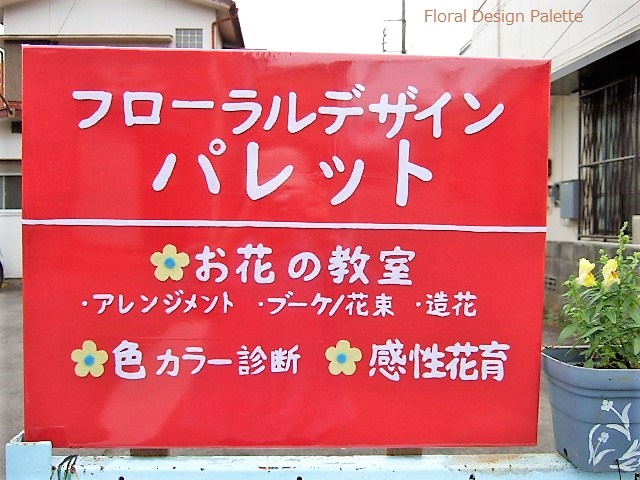 Floral Design Palette
フローラルデザイン
パレット
お花の教室
・アレンジメント ・ブーケ/花束 ・造花
色カラー診断 感性花育